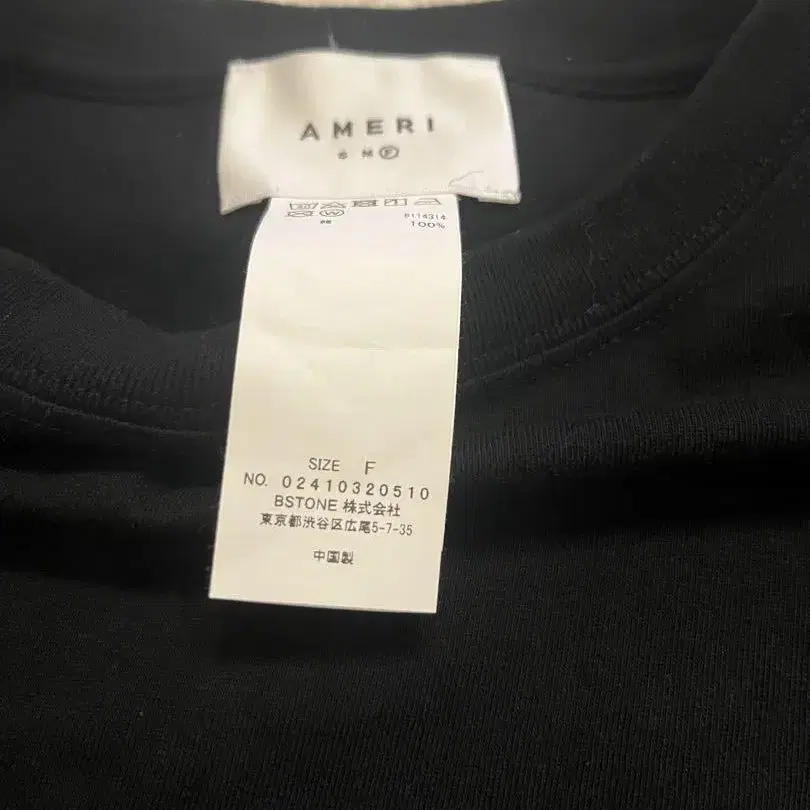 AMERI
S M F
6114314
100%
SIZE F
NO. 02410320510
BSTONE 株式会社
東京都渋谷区広尾5-7-35
中国製